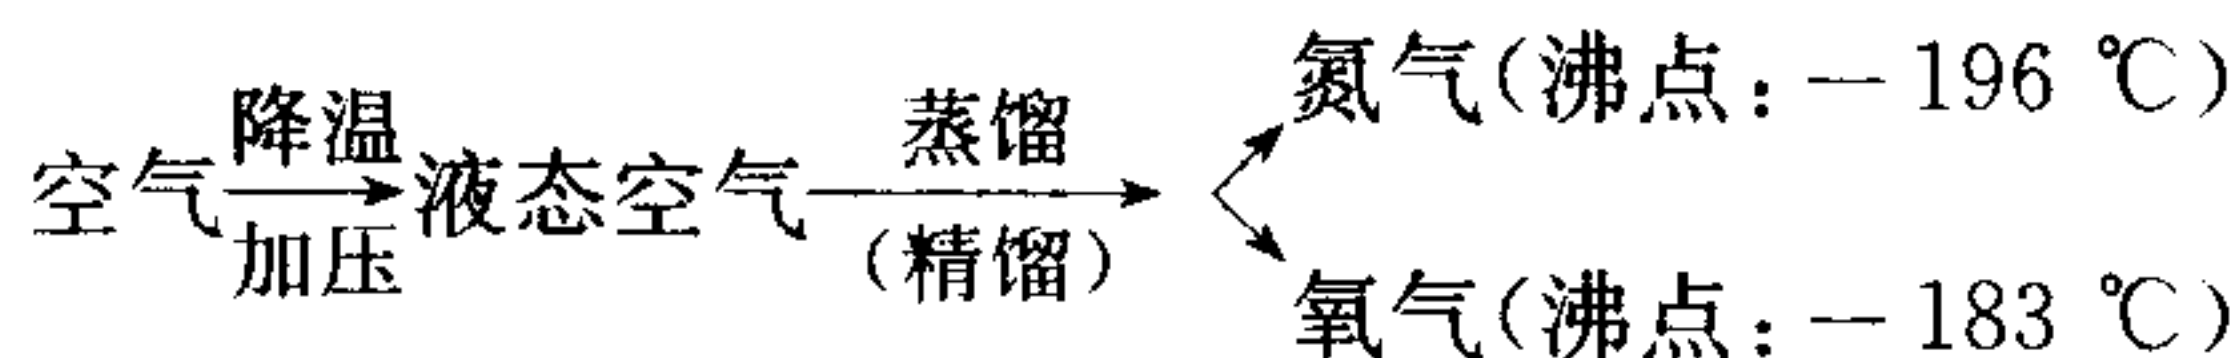 氮气(沸点:-196 ℃)
降温 蒸馏
空气 液态空气
加压 (精馏)
氧气(沸点:-183 ℃)